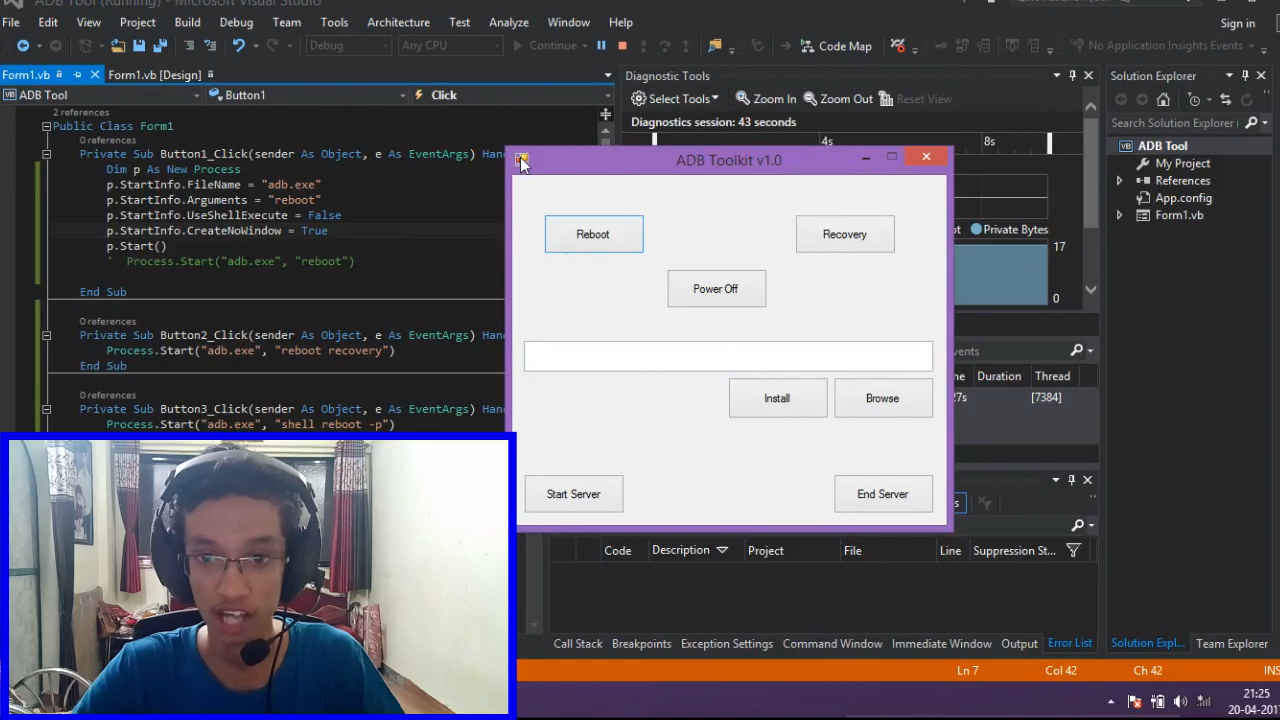 ADB Tool (Running) - Microsoft Visual Studio
File Edit View Project Build Debug Team Tools Architecture Test Analyze Window Help
Sign in
Debug Any CPU Continue Code Map No Application Insights Events
Form1.vb Form1.vb [Design]
ADB Tool Button1 Click
2 references
Public Class Form1
0 references
Private Sub Button1_Click(sender As Object, e As EventArgs) Han
Dim p As New Process
p.StartInfo.FileName = "adb.exe"
p.StartInfo.Arguments = "reboot"
p.StartInfo.UseShellExecute = False
p.StartInfo.CreateNoWindow = True
p.Start()
' Process.Start("adb.exe", "reboot")
End Sub
0 references
Private Sub Button2_Click(sender As Object, e As EventArgs) Han
Process.Start("adb.exe", "reboot recovery")
End Sub
0 references
Private Sub Button3_Click(sender As Object, e As EventArgs) Han
Process.Start("adb.exe", "shell reboot -p")
Diagnostic Tools
Select Tools Zoom In Zoom Out Reset View
Diagnostics session: 43 seconds
4s 8s
Private Bytes
17
0
ADB Toolkit v1.0
Reboot
Recovery
Power Off
Install
Browse
Start Server
End Server
Duration Thread
[7384]
Code Description Project File Line Suppression St...
Call Stack Breakpoints Exception Settings Command Window Immediate Window Output Error List
Solution Explorer
Search Solution Explorer
ADB Tool
My Project
References
App.config
Form1.vb
Solution Expl... Team Explorer
Ln 7 Col 42 Ch 42 INS
21:25